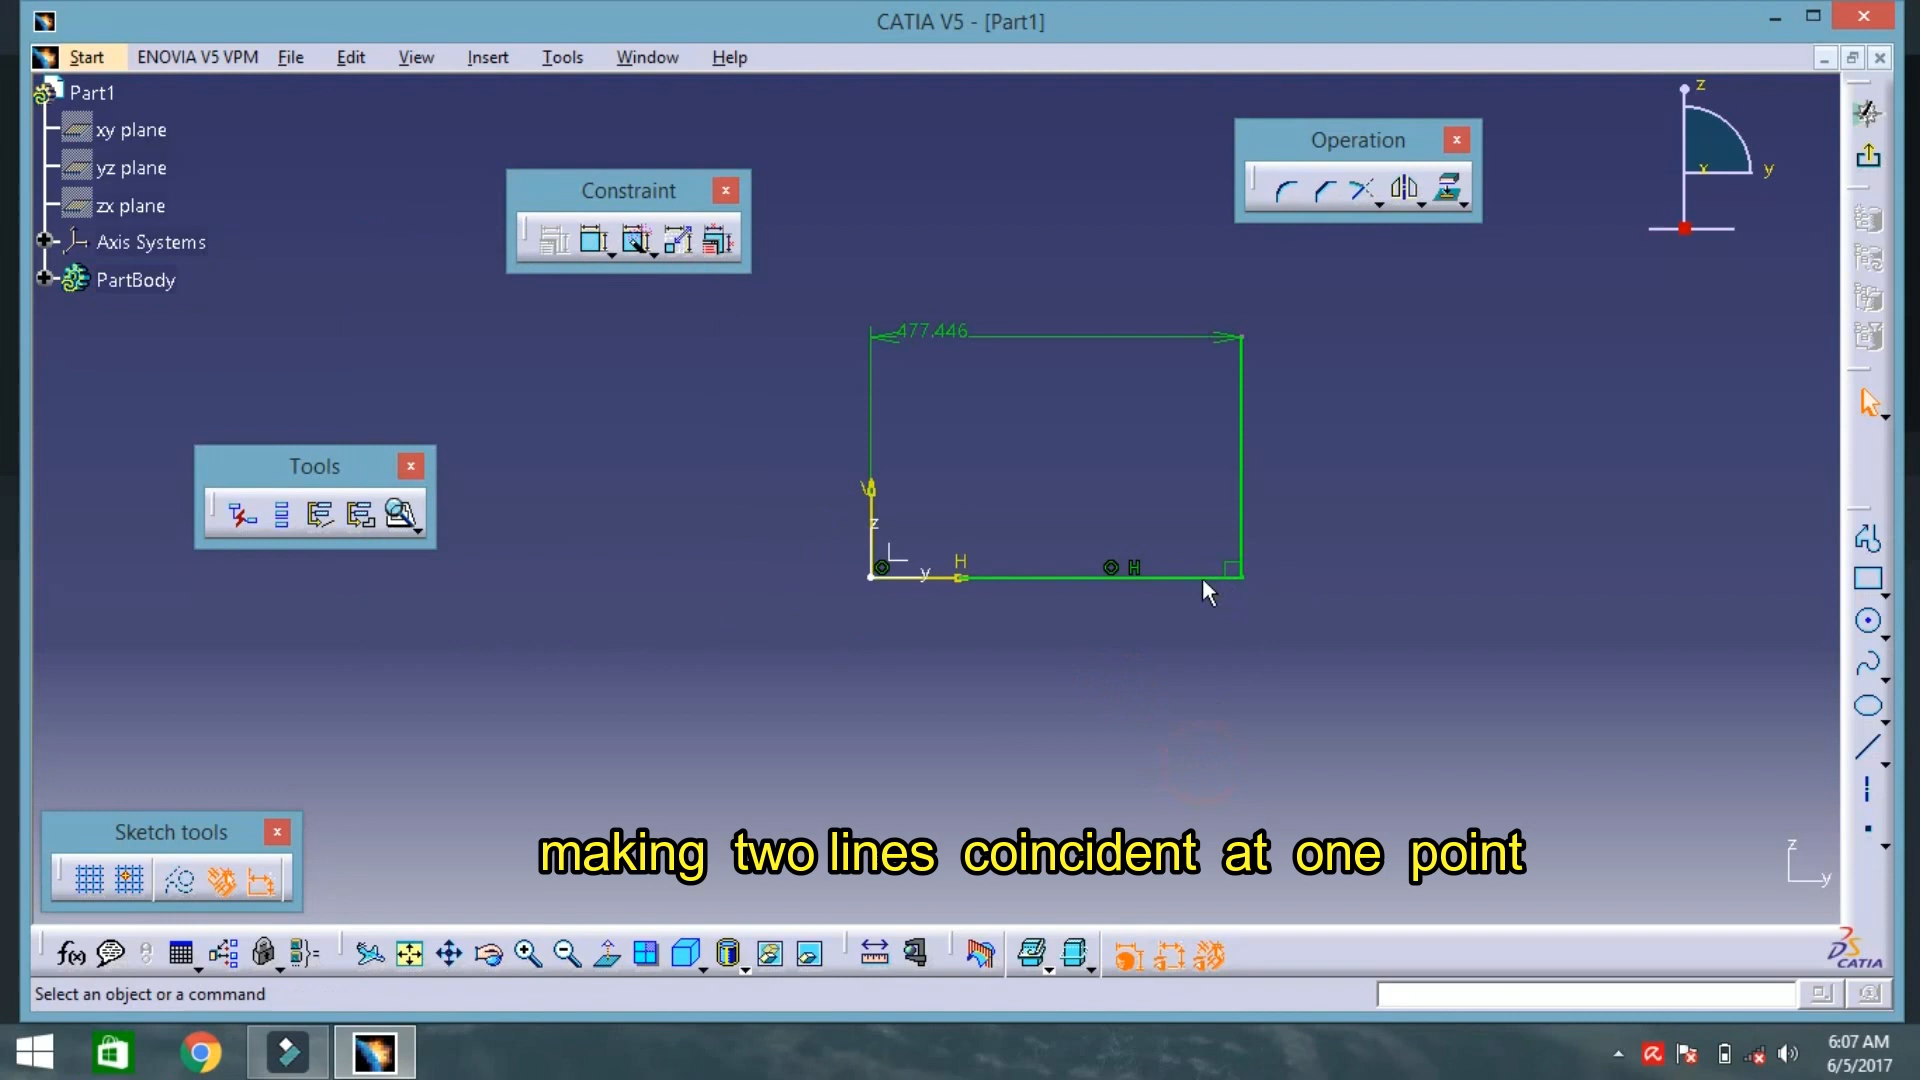 CATIA V5 - [Part1]
Start ENOVIA V5 VPM File Edit View Insert Tools Window Help
Part1
xy plane
yz plane
zx plane
Axis Systems
PartBody
Constraint
Operation
z
x
y
477.446
V
z
H
y
H
Tools
Sketch tools
making two lines coincident at one point
z
y
f(x)
DS
CATIA
Select an object or a command
6:07 AM
6/5/2017